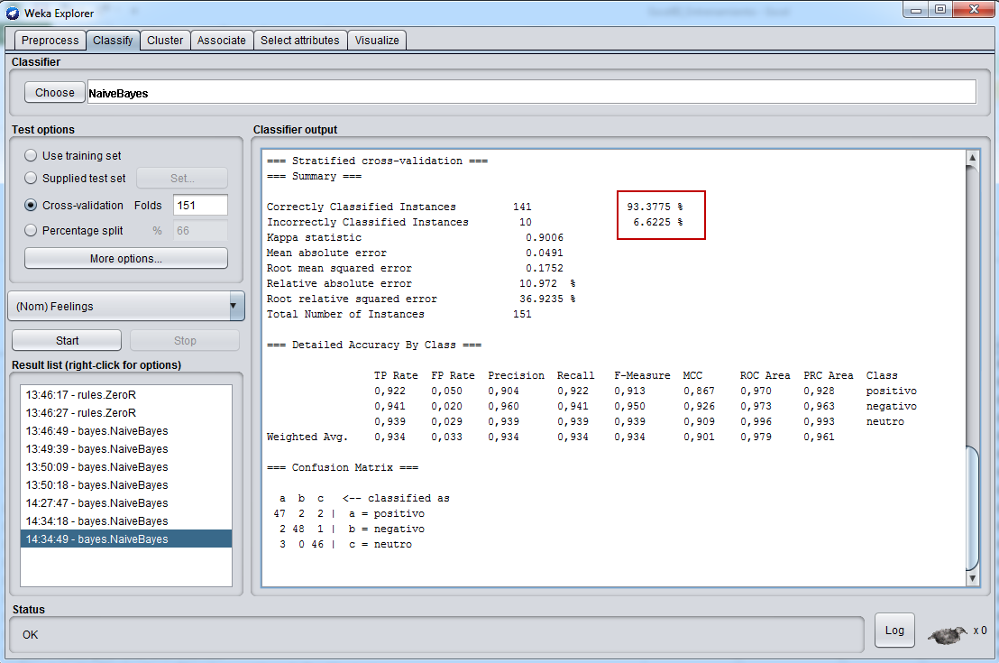 Weka Explorer
Preprocess Classify Cluster Associate Select attributes Visualize
Classifier
Choose NaiveBayes
Test options
Use training set
Supplied test set Set...
Cross-validation Folds 151
Percentage split % 66
More options...
(Nom) Feelings
Start Stop
Result list (right-click for options)
13:46:17 - rules.ZeroR
13:46:27 - rules.ZeroR
13:46:49 - bayes.NaiveBayes
13:49:39 - bayes.NaiveBayes
13:50:09 - bayes.NaiveBayes
13:50:18 - bayes.NaiveBayes
14:27:47 - bayes.NaiveBayes
14:34:18 - bayes.NaiveBayes
14:34:49 - bayes.NaiveBayes
Classifier output
=== Stratified cross-validation ===
=== Summary ===
Correctly Classified Instances 141 93.3775 %
Incorrectly Classified Instances 10 6.6225 %
Kappa statistic 0.9006
Mean absolute error 0.0491
Root mean squared error 0.1752
Relative absolute error 10.972 %
Root relative squared error 36.9235 %
Total Number of Instances 151
=== Detailed Accuracy By Class ===
TP Rate FP Rate Precision Recall F-Measure MCC ROC Area PRC Area Class
0,922 0,050 0,904 0,922 0,913 0,867 0,970 0,928 positivo
0,941 0,020 0,960 0,941 0,950 0,926 0,973 0,963 negativo
0,939 0,029 0,939 0,939 0,939 0,909 0,996 0,993 neutro
Weighted Avg. 0,934 0,033 0,934 0,934 0,934 0,901 0,979 0,961
=== Confusion Matrix ===
a b c <-- classified as
47 2 2 | a = positivo
2 48 1 | b = negativo
3 0 46 | c = neutro
Status
OK
Log
x 0